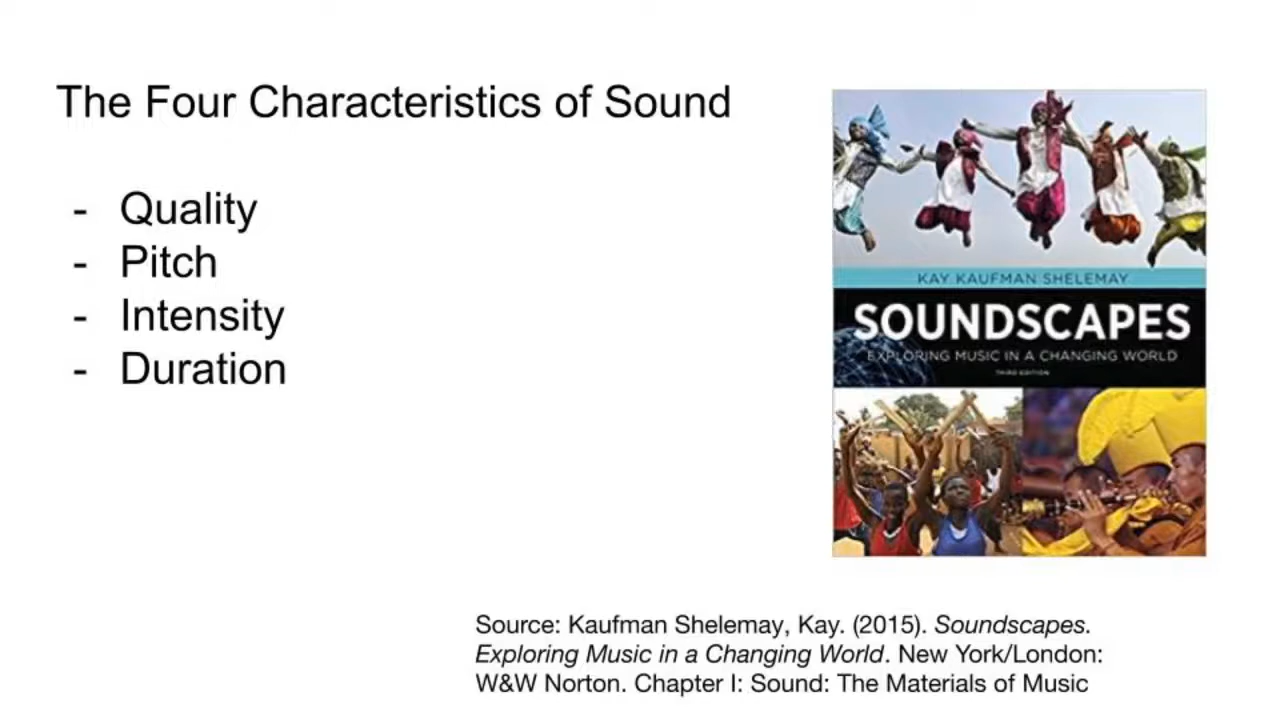 The Four Characteristics of Sound
- Quality
- Pitch
- Intensity
- Duration
KAY KAUFMAN SHELEMAY
SOUNDSCAPES
EXPLORING MUSIC IN A CHANGING WORLD
THIRD EDITION
Source: Kaufman Shelemay, Kay. (2015). Soundscapes.
Exploring Music in a Changing World. New York/London:
W&W Norton. Chapter I: Sound: The Materials of Music